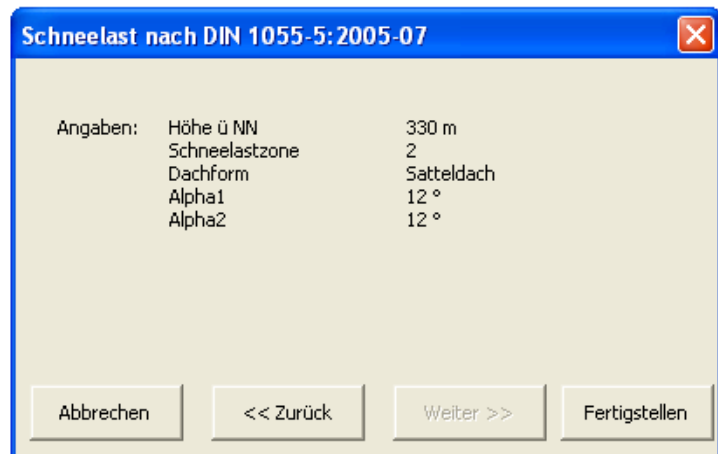 Schneelast nach DIN 1055-5:2005-07
Angaben: Höhe ü NN 330 m
Schneelastzone 2
Dachform Satteldach
Alpha1 12 °
Alpha2 12 °
Abbrechen << Zurück Weiter >> Fertigstellen